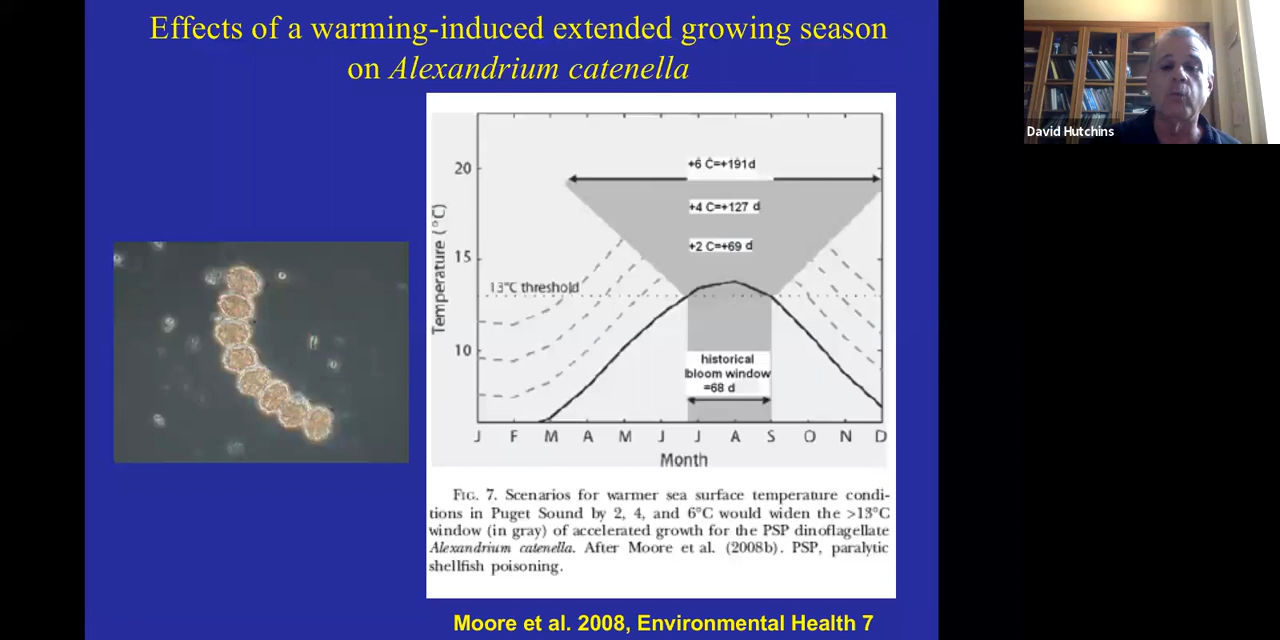 Effects of a warming-induced extended growing season
on Alexandrium catenella
David Hutchins
+6 C=+191d
+4 C=+127 d
+2 C=+69 d
20
15
10
Temperature (°C)
13°C threshold
historical
bloom window
=68 d
J F M A M J J A S O N D
Month
FIG. 7. Scenarios for warmer sea surface temperature condi-
tions in Puget Sound by 2, 4, and 6°C would widen the >13°C
window (in gray) of accelerated growth for the PSP dinoflagellate
Alexandrium catenella. After Moore et al. (2008b). PSP, paralytic
shellfish poisoning.
Moore et al. 2008, Environmental Health 7